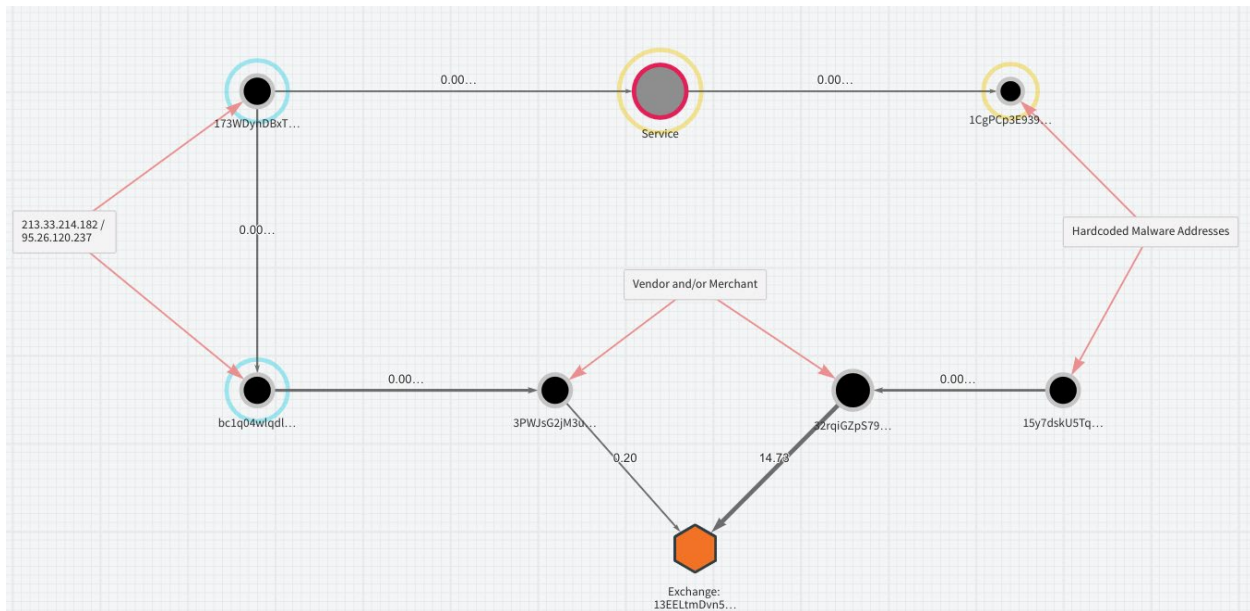 0.00…
0.00…
173WDynDBxT…
Service
1CgPCp3E939…
213.33.214.182 /
95.26.120.237
0.00…
Hardcoded Malware Addresses
Vendor and/or Merchant
0.00…
0.00…
bc1q04wlqdl…
3PWJsG2jM3u…
32rqiGZpS79…
15y7dskU5Tq…
0.20
14.73
Exchange:
13EELtmDvn5…